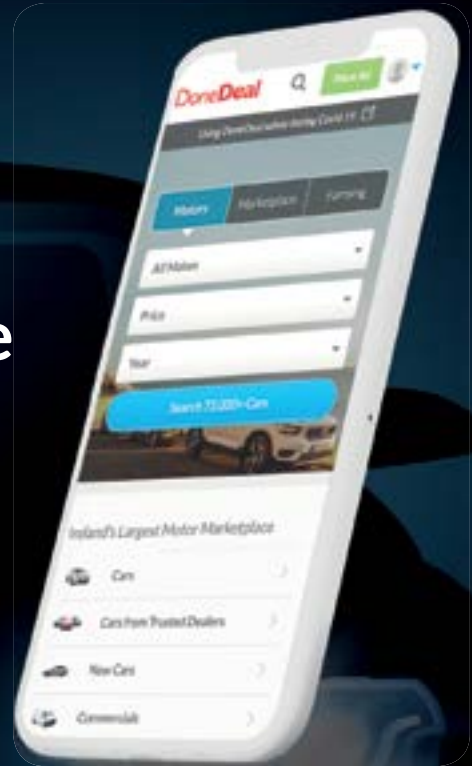 DoneDeal
Place Ad
Using DoneDeal safely during Covid-19
Motors Marketplace Farming
e
All Makes
Price
Year
Search 75,000+ Cars
Ireland's Largest Motor Marketplace
Cars
Cars from Trusted Dealers
New Cars
Commercials